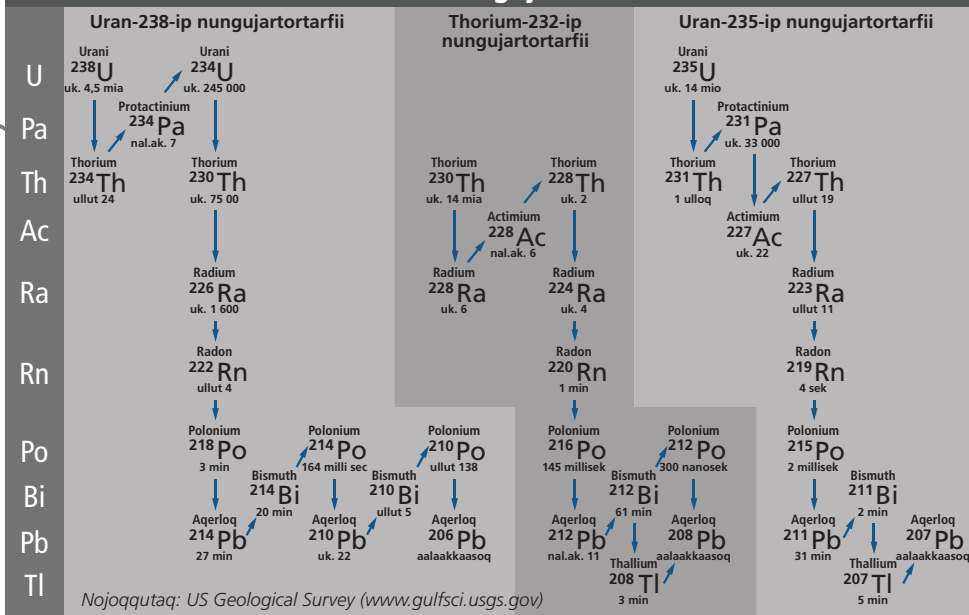 Uran-238-ip nungujartortarfii
Thorium-232-ip
nungujartortarfii
Uran-235-ip nungujartortarfii
U
Pa
Th
Ac
Ra
Rn
Po
Bi
Pb
Tl
Urani
238U
uk. 4,5 mia
Thorium
234Th
ullut 24
Protactinium
234Pa
nal.ak. 7
Urani
234U
uk. 245 000
Thorium
230Th
uk. 75 00
Radium
226Ra
uk. 1 600
Radon
222Rn
ullut 4
Polonium
218Po
3 min
Aqerloq
214Pb
27 min
Bismuth
214Bi
20 min
Polonium
214Po
164 milli sec
Aqerloq
210Pb
uk. 22
Bismuth
210Bi
ullut 5
Polonium
210Po
ullut 138
Aqerloq
206Pb
aalaakkaasoq
Thorium
230Th
uk. 14 mia
Radium
228Ra
uk. 6
Actimium
228Ac
nal.ak. 6
Thorium
228Th
uk. 2
Radium
224Ra
uk. 4
Radon
220Rn
1 min
Polonium
216Po
145 millisek
Aqerloq
212Pb
nal.ak. 11
Bismuth
212Bi
61 min
Polonium
212Po
300 nanosek
Aqerloq
208Pb
aalaakkaasoq
Thallium
208Tl
3 min
Urani
235U
uk. 14 mio
Thorium
231Th
1 ulloq
Protactinium
231Pa
uk. 33 000
Actimium
227Ac
uk. 22
Thorium
227Th
ullut 19
Radium
223Ra
ullut 11
Radon
219Rn
4 sek
Polonium
215Po
2 millisek
Aqerloq
211Pb
31 min
Bismuth
211Bi
2 min
Thallium
207Tl
5 min
Aqerloq
207Pb
aalaakkaasoq
Nojoqqutaq: US Geological Survey (www.gulfsci.usgs.gov)